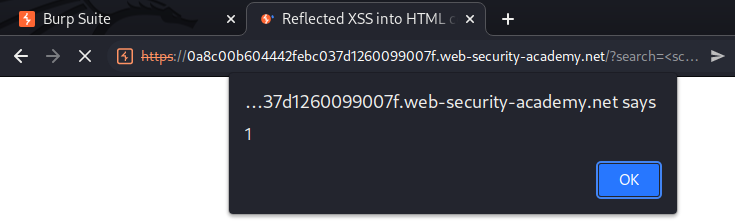 Burp Suite
Reflected XSS into HTML c
https://0a8c00b604442febc037d1260099007f.web-security-academy.net/?search=<sc…
…37d1260099007f.web-security-academy.net says
1
OK